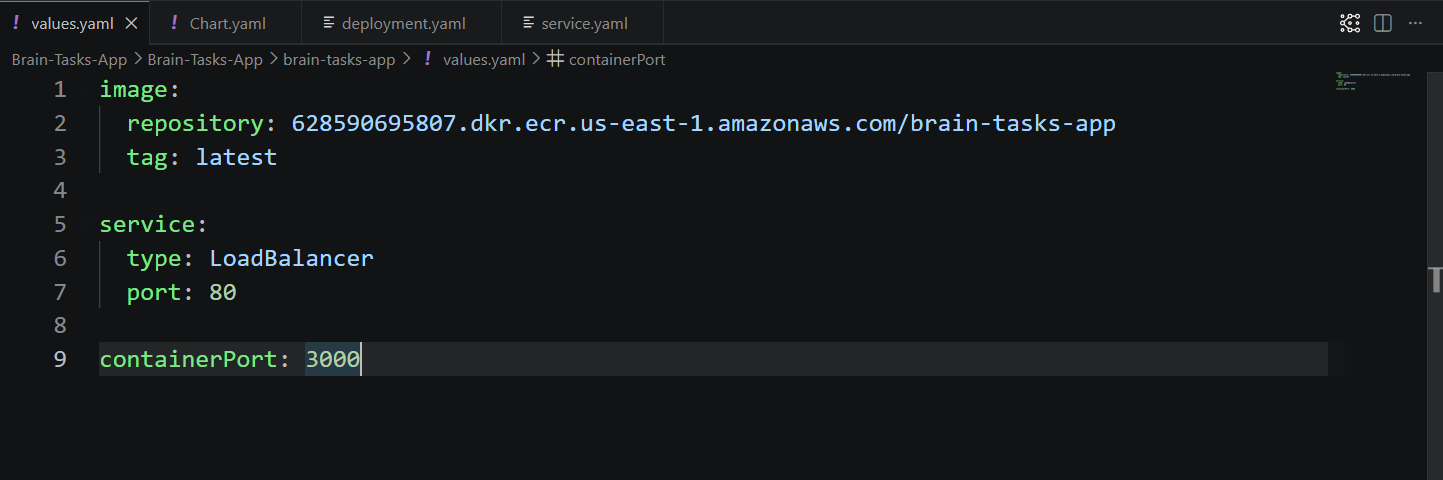 ! values.yaml × ! Chart.yaml deployment.yaml service.yaml ...
Brain-Tasks-App > Brain-Tasks-App > brain-tasks-app > ! values.yaml > # containerPort
1 image:
2 repository: 628590695807.dkr.ecr.us-east-1.amazonaws.com/brain-tasks-app
3 tag: latest
4
5 service:
6 type: LoadBalancer
7 port: 80
8
9 containerPort: 3000